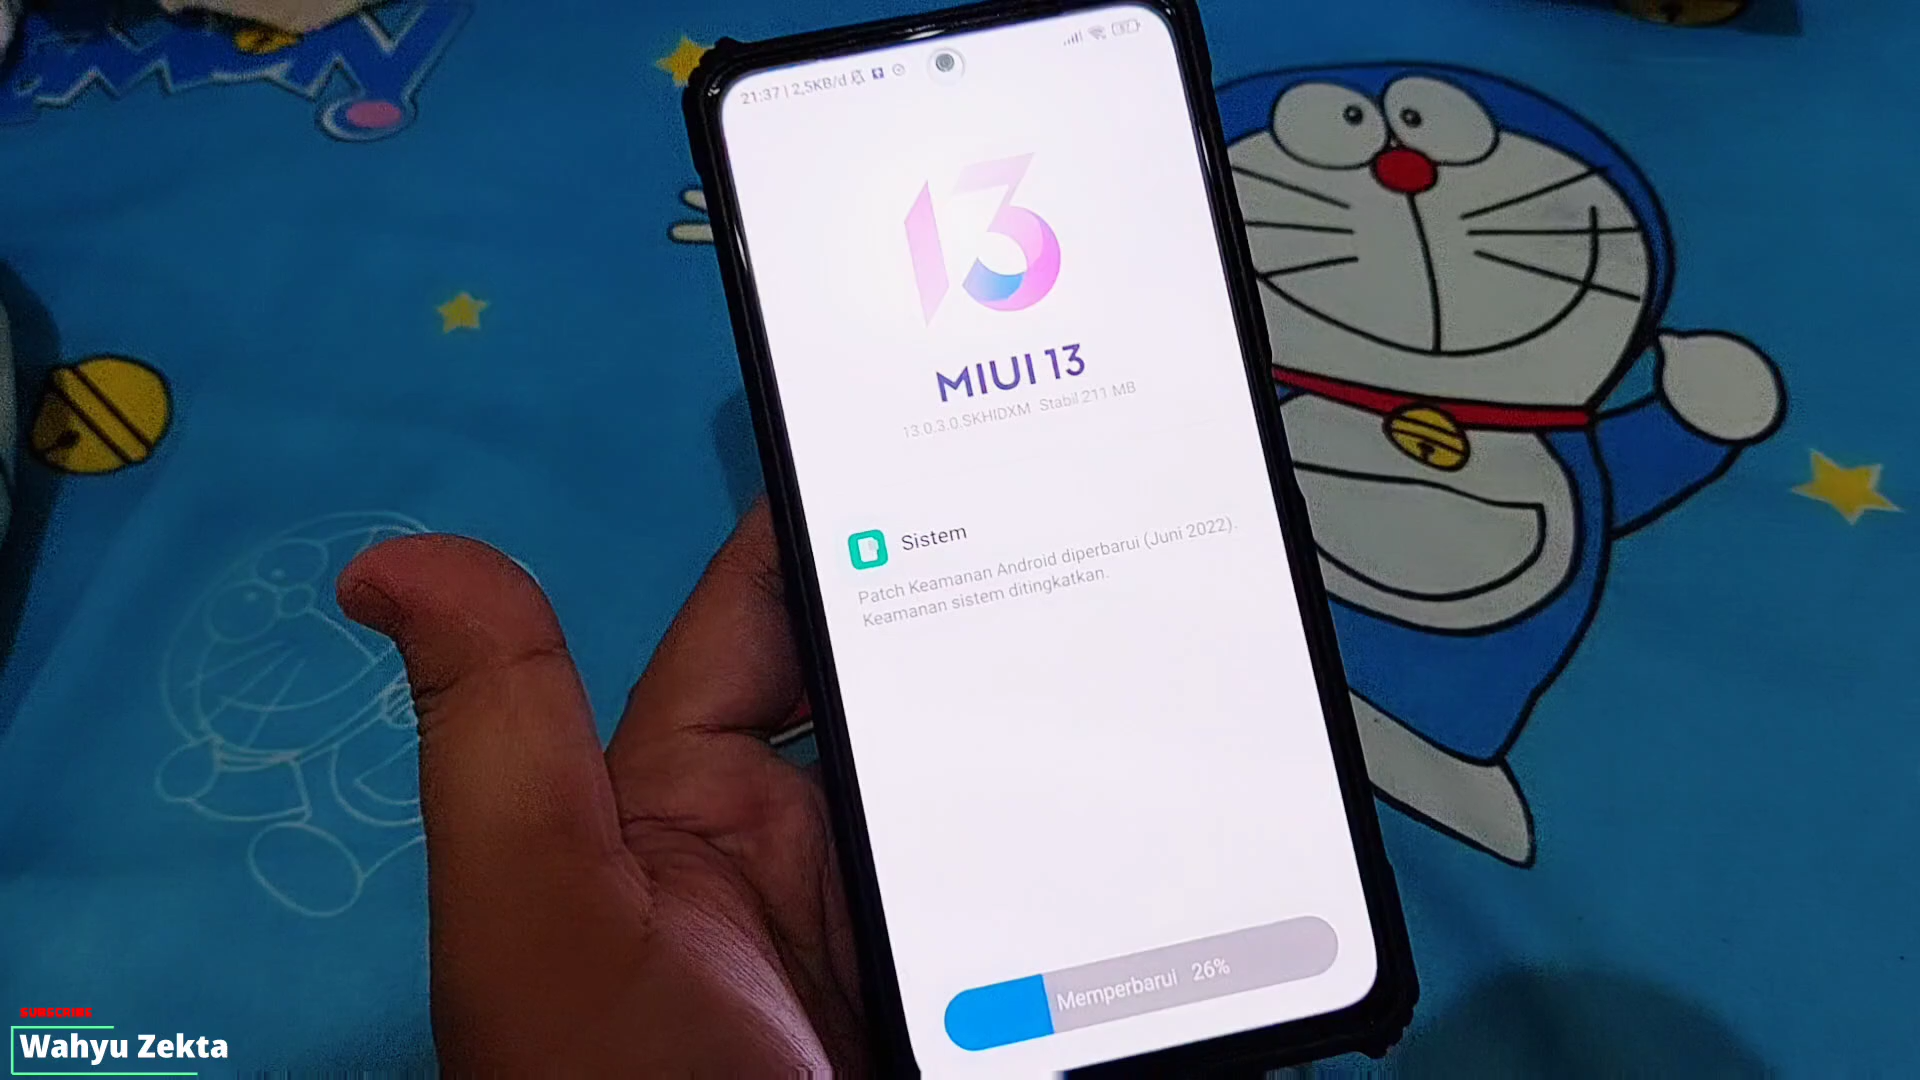 21:37 | 2,5KB/d
13
MIUI 13
13.0.3.0.SKHIDXM Stabil 211 MB
Sistem
Patch Keamanan Android diperbarui (Juni 2022).
Keamanan sistem ditingkatkan.
Memperbarui 26%
SUBSCRIBE
Wahyu Zekta